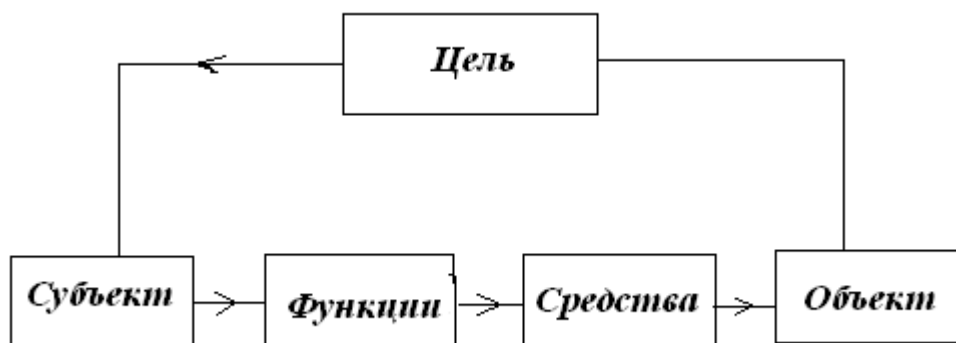 Цель
Субъект
Функции
Средства
Объект